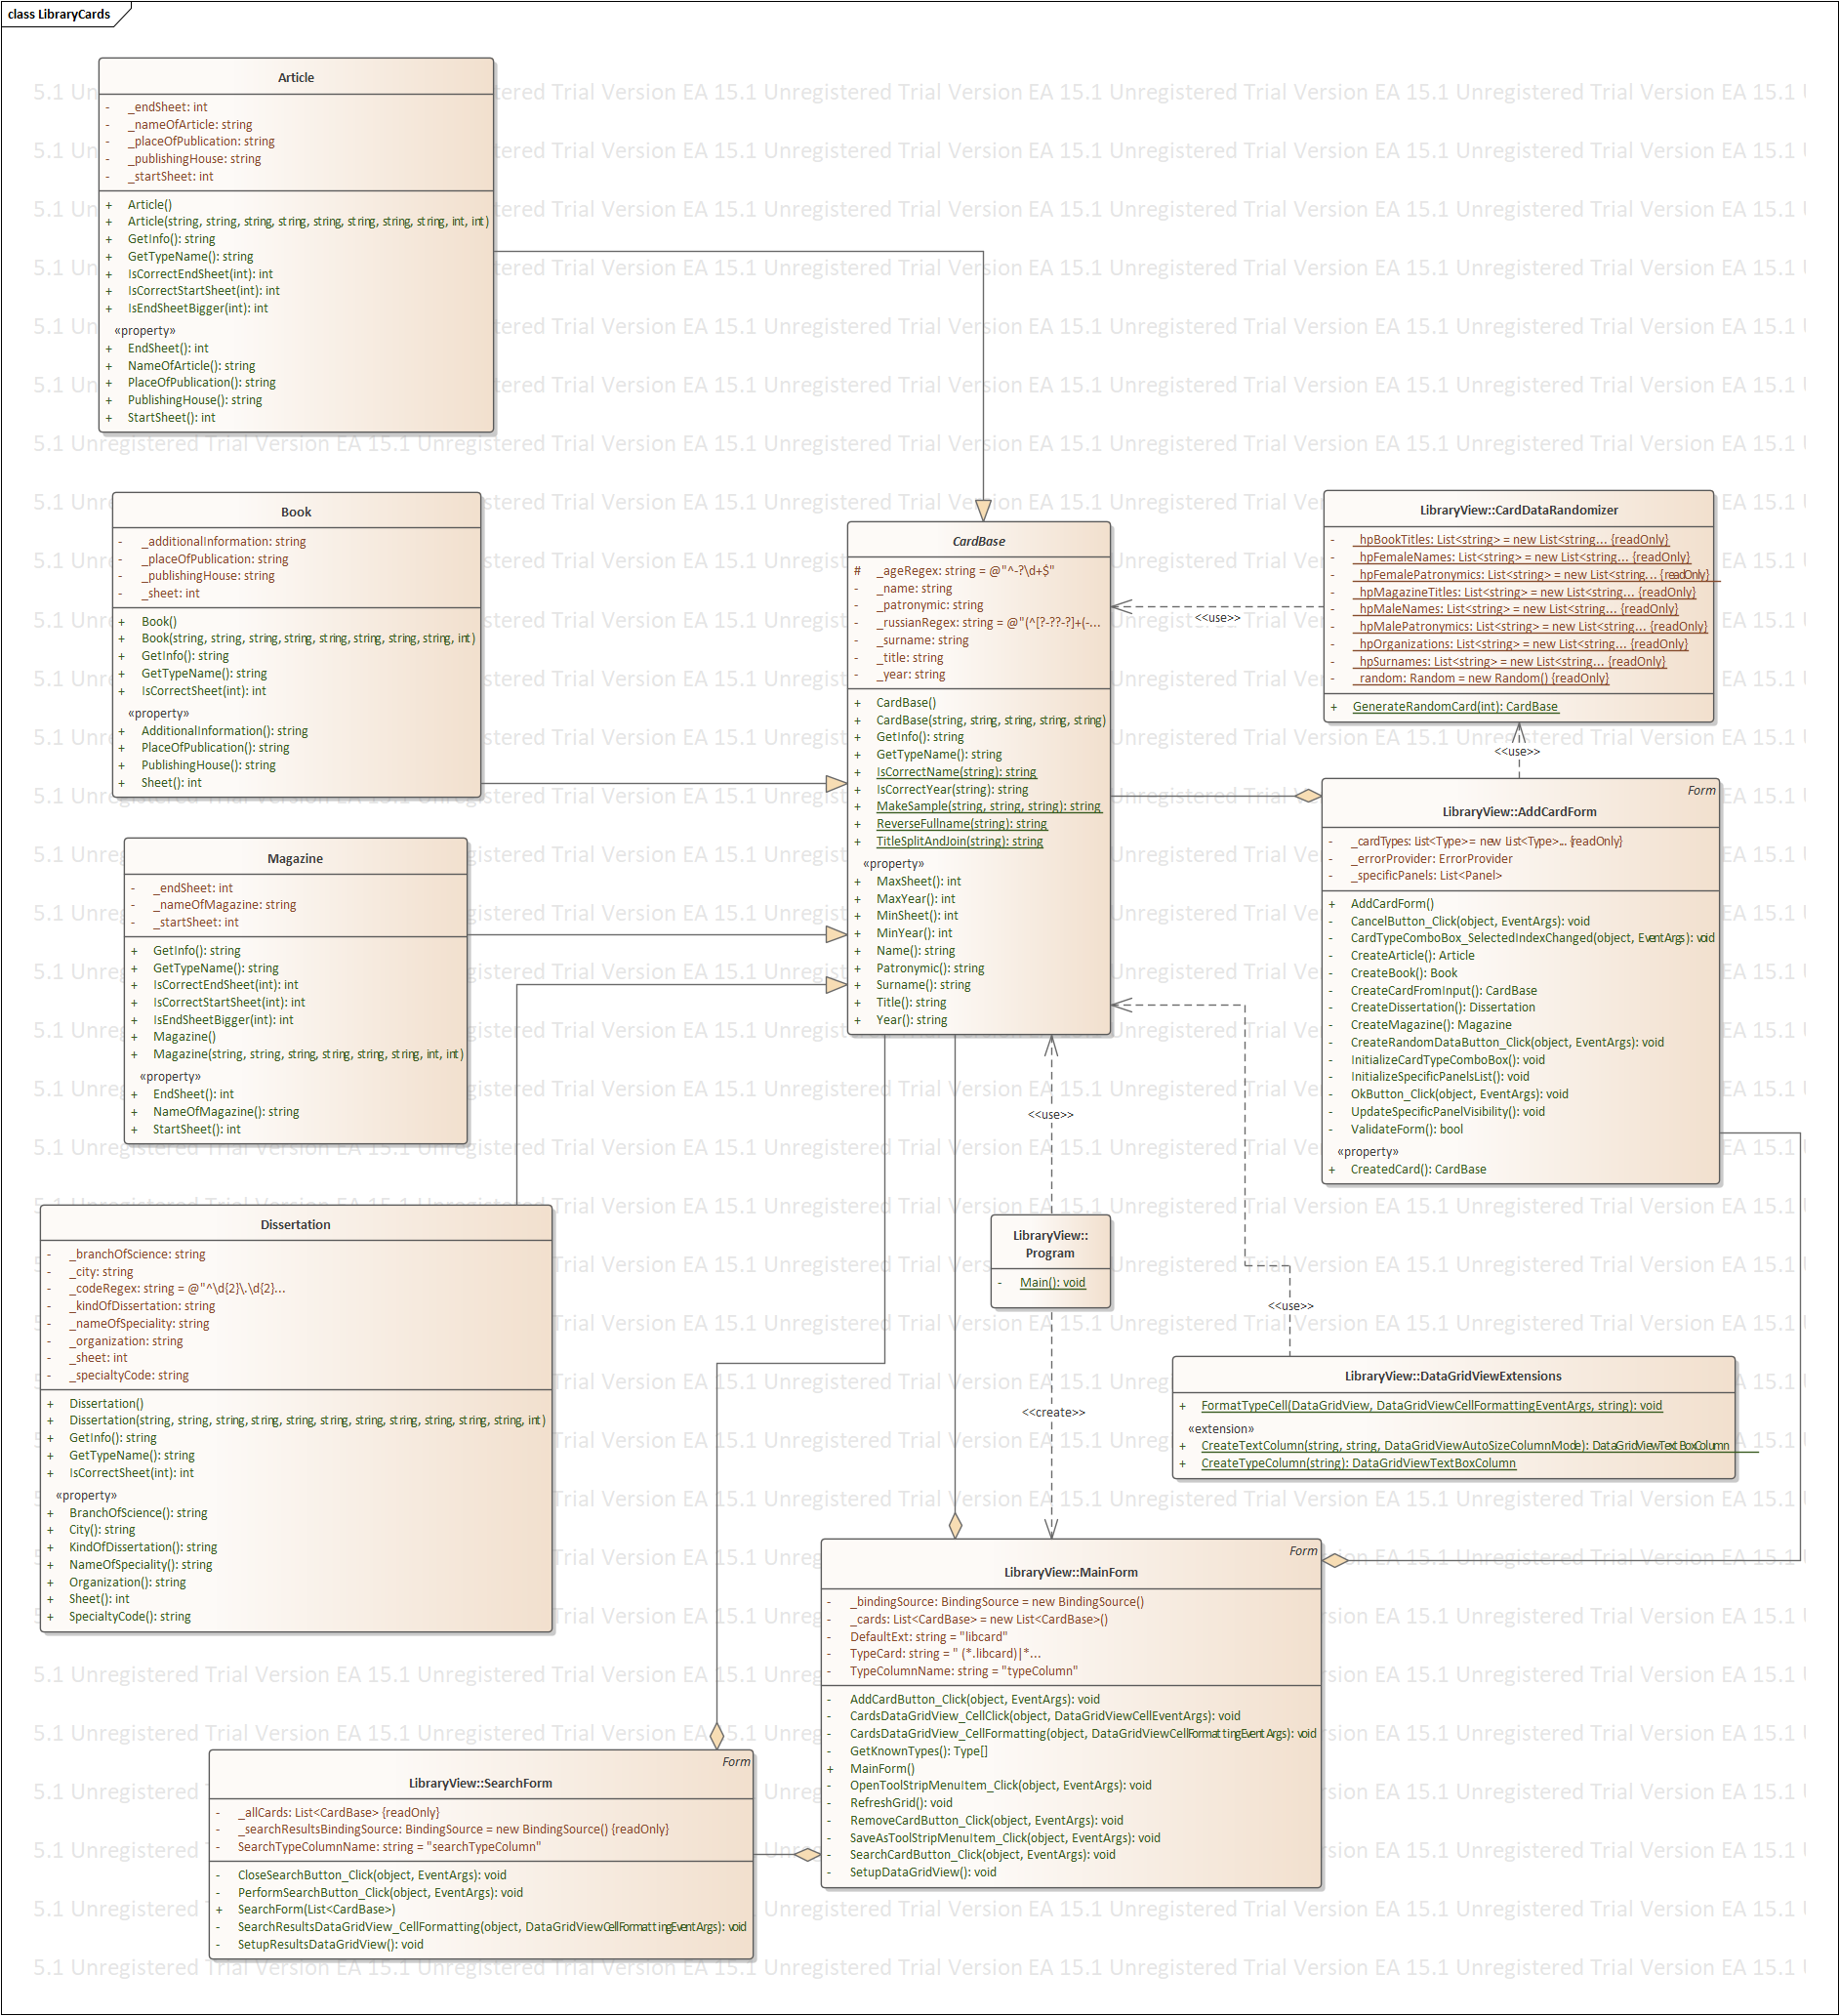 class LibraryCards
Article
- _endSheet: int
- _nameOfArticle: string
- _placeOfPublication: string
- _publishingHouse: string
- _startSheet: int
+ Article()
+ Article(string, string, string, string, string, string, string, string, int, int)
+ GetInfo(): string
+ GetTypeName(): string
+ IsCorrectEndSheet(int): int
+ IsCorrectStartSheet(int): int
+ IsEndSheetBigger(int): int
«property»
+ EndSheet(): int
+ NameOfArticle(): string
+ PlaceOfPublication(): string
+ PublishingHouse(): string
+ StartSheet(): int
Book
- _additionalInformation: string
- _placeOfPublication: string
- _publishingHouse: string
- _sheet: int
+ Book()
+ Book(string, string, string, string, string, string, string, string, int)
+ GetInfo(): string
+ GetTypeName(): string
+ IsCorrectSheet(int): int
«property»
+ AdditionalInformation(): string
+ PlaceOfPublication(): string
+ PublishingHouse(): string
+ Sheet(): int
Magazine
- _endSheet: int
- _nameOfMagazine: string
- _startSheet: int
+ GetInfo(): string
+ GetTypeName(): string
+ IsCorrectEndSheet(int): int
+ IsCorrectStartSheet(int): int
+ IsEndSheetBigger(int): int
+ Magazine()
+ Magazine(string, string, string, string, string, string, int, int)
«property»
+ EndSheet(): int
+ NameOfMagazine(): string
+ StartSheet(): int
Dissertation
- _branchOfScience: string
- _city: string
- _codeRegex: string = @"^\d{2}\.\d{2}...
- _kindOfDissertation: string
- _nameOfSpeciality: string
- _organization: string
- _sheet: int
- _specialtyCode: string
+ Dissertation()
+ Dissertation(string, string, string, string, string, string, string, string, string, string, string, int)
+ GetInfo(): string
+ GetTypeName(): string
+ IsCorrectSheet(int): int
«property»
+ BranchOfScience(): string
+ City(): string
+ KindOfDissertation(): string
+ NameOfSpeciality(): string
+ Organization(): string
+ Sheet(): int
+ SpecialtyCode(): string
CardBase
# _ageRegex: string = @"^-?\d+$"
- _name: string
- _patronymic: string
- _russianRegex: string = @"(^[?-??-?]+(-...
- _surname: string
- _title: string
- _year: string
+ CardBase()
+ CardBase(string, string, string, string, string)
+ GetInfo(): string
+ GetTypeName(): string
+ IsCorrectName(string): string
+ IsCorrectYear(string): string
+ MakeSample(string, string, string): string
+ ReverseFullname(string): string
+ TitleSplitAndJoin(string): string
«property»
+ MaxSheet(): int
+ MaxYear(): int
+ MinSheet(): int
+ MinYear(): int
+ Name(): string
+ Patronymic(): string
+ Surname(): string
+ Title(): string
+ Year(): string
LibraryView::CardDataRandomizer
- _hpBookTitles: List<string> = new List<string... {readOnly}
- _hpFemaleNames: List<string> = new List<string... {readOnly}
- _hpFemalePatronymics: List<string> = new List<string... {readOnly}
- _hpMagazineTitles: List<string> = new List<string... {readOnly}
- _hpMaleNames: List<string> = new List<string... {readOnly}
- _hpMalePatronymics: List<string> = new List<string... {readOnly}
- _hpOrganizations: List<string> = new List<string... {readOnly}
- _hpSurnames: List<string> = new List<string... {readOnly}
- _random: Random = new Random() {readOnly}
+ GenerateRandomCard(int): CardBase
<<use>>
<<use>>
Form
LibraryView::AddCardForm
- _cardTypes: List<Type>= new List<Type>... {readOnly}
- _errorProvider: ErrorProvider
- _specificPanels: List<Panel>
+ AddCardForm()
- CancelButton_Click(object, EventArgs): void
- CardTypeComboBox_SelectedIndexChanged(object, EventArgs): void
- CreateArticle(): Article
- CreateBook(): Book
- CreateCardFromInput(): CardBase
- CreateDissertation(): Dissertation
- CreateMagazine(): Magazine
- CreateRandomDataButton_Click(object, EventArgs): void
- InitializeCardTypeComboBox(): void
- InitializeSpecificPanelsList(): void
- OkButton_Click(object, EventArgs): void
- UpdateSpecificPanelVisibility(): void
- ValidateForm(): bool
«property»
+ CreatedCard(): CardBase
<<use>>
LibraryView::
Program
- Main(): void
<<use>>
<<create>>
LibraryView::DataGridViewExtensions
+ FormatTypeCell(DataGridView, DataGridViewCellFormattingEventArgs, string): void
«extension»
+ CreateTextColumn(string, string, DataGridViewAutoSizeColumnMode): DataGridViewTextBoxColumn
+ CreateTypeColumn(string): DataGridViewTextBoxColumn
Form
LibraryView::MainForm
- _bindingSource: BindingSource = new BindingSource()
- _cards: List<CardBase> = new List<CardBase>()
- DefaultExt: string = "libcard"
- TypeCard: string = " (*.libcard)|*...
- TypeColumnName: string = "typeColumn"
- AddCardButton_Click(object, EventArgs): void
- CardsDataGridView_CellClick(object, DataGridViewCellEventArgs): void
- CardsDataGridView_CellFormatting(object, DataGridViewCellFormattingEventArgs): void
- GetKnownTypes(): Type[]
+ MainForm()
- OpenToolStripMenuItem_Click(object, EventArgs): void
- RefreshGrid(): void
- RemoveCardButton_Click(object, EventArgs): void
- SaveAsToolStripMenuItem_Click(object, EventArgs): void
- SearchCardButton_Click(object, EventArgs): void
- SetupDataGridView(): void
Form
LibraryView::SearchForm
- _allCards: List<CardBase> {readOnly}
- _searchResultsBindingSource: BindingSource = new BindingSource() {readOnly}
- SearchTypeColumnName: string = "searchTypeColumn"
- CloseSearchButton_Click(object, EventArgs): void
- PerformSearchButton_Click(object, EventArgs): void
+ SearchForm(List<CardBase>)
- SearchResultsDataGridView_CellFormatting(object, DataGridViewCellFormattingEventArgs): void
- SetupResultsDataGridView(): void